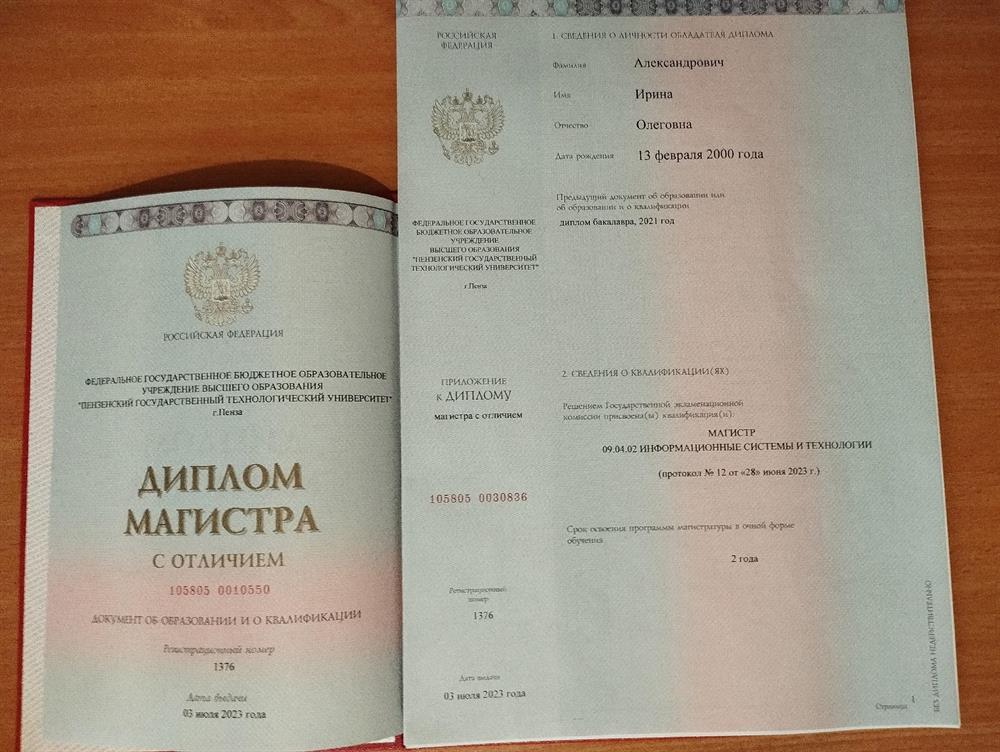 РОССИЙСКАЯ ФЕДЕРАЦИЯ
ФЕДЕРАЛЬНОЕ ГОСУДАРСТВЕННОЕ БЮДЖЕТНОЕ ОБРАЗОВАТЕЛЬНОЕ
УЧРЕЖДЕНИЕ ВЫСШЕГО ОБРАЗОВАНИЯ
"ПЕНЗЕНСКИЙ ГОСУДАРСТВЕННЫЙ ТЕХНОЛОГИЧЕСКИЙ УНИВЕРСИТЕТ"
г.Пенза
ДИПЛОМ
МАГИСТРА
С ОТЛИЧИЕМ
105805 0010550
ДОКУМЕНТ ОБ ОБРАЗОВАНИИ И О КВАЛИФИКАЦИИ
Регистрационный номер
1376
Дата выдачи
03 июля 2023 года
РОССИЙСКАЯ
ФЕДЕРАЦИЯ
ФЕДЕРАЛЬНОЕ ГОСУДАРСТВЕННОЕ
БЮДЖЕТНОЕ ОБРАЗОВАТЕЛЬНОЕ
УЧРЕЖДЕНИЕ
ВЫСШЕГО ОБРАЗОВАНИЯ
"ПЕНЗЕНСКИЙ ГОСУДАРСТВЕННЫЙ
ТЕХНОЛОГИЧЕСКИЙ УНИВЕРСИТЕТ"
г.Пенза
ПРИЛОЖЕНИЕ
к ДИПЛОМУ
магистра с отличием
105805 0030836
Регистрационный
номер
1376
Дата выдачи
03 июля 2023 года
1. СВЕДЕНИЯ О ЛИЧНОСТИ ОБЛАДАТЕЛЯ ДИПЛОМА
Фамилия Александрович
Имя Ирина
Отчество Олеговна
Дата рождения 13 февраля 2000 года
Предыдущий документ об образовании или
об образовании и о квалификации
диплом бакалавра, 2021 год
2. СВЕДЕНИЯ О КВАЛИФИКАЦИИ(ЯХ)
Решением Государственной экзаменационной
комиссии присвоена(ы) квалификация(и):
МАГИСТР
09.04.02 ИНФОРМАЦИОННЫЕ СИСТЕМЫ И ТЕХНОЛОГИИ
(протокол № 12 от «28» июня 2023 г.)
Срок освоения программы магистратуры в очной форме
обучения
2 года
Страница 1
БЕЗ ДИПЛОМА НЕДЕЙСТВИТЕЛЬНО